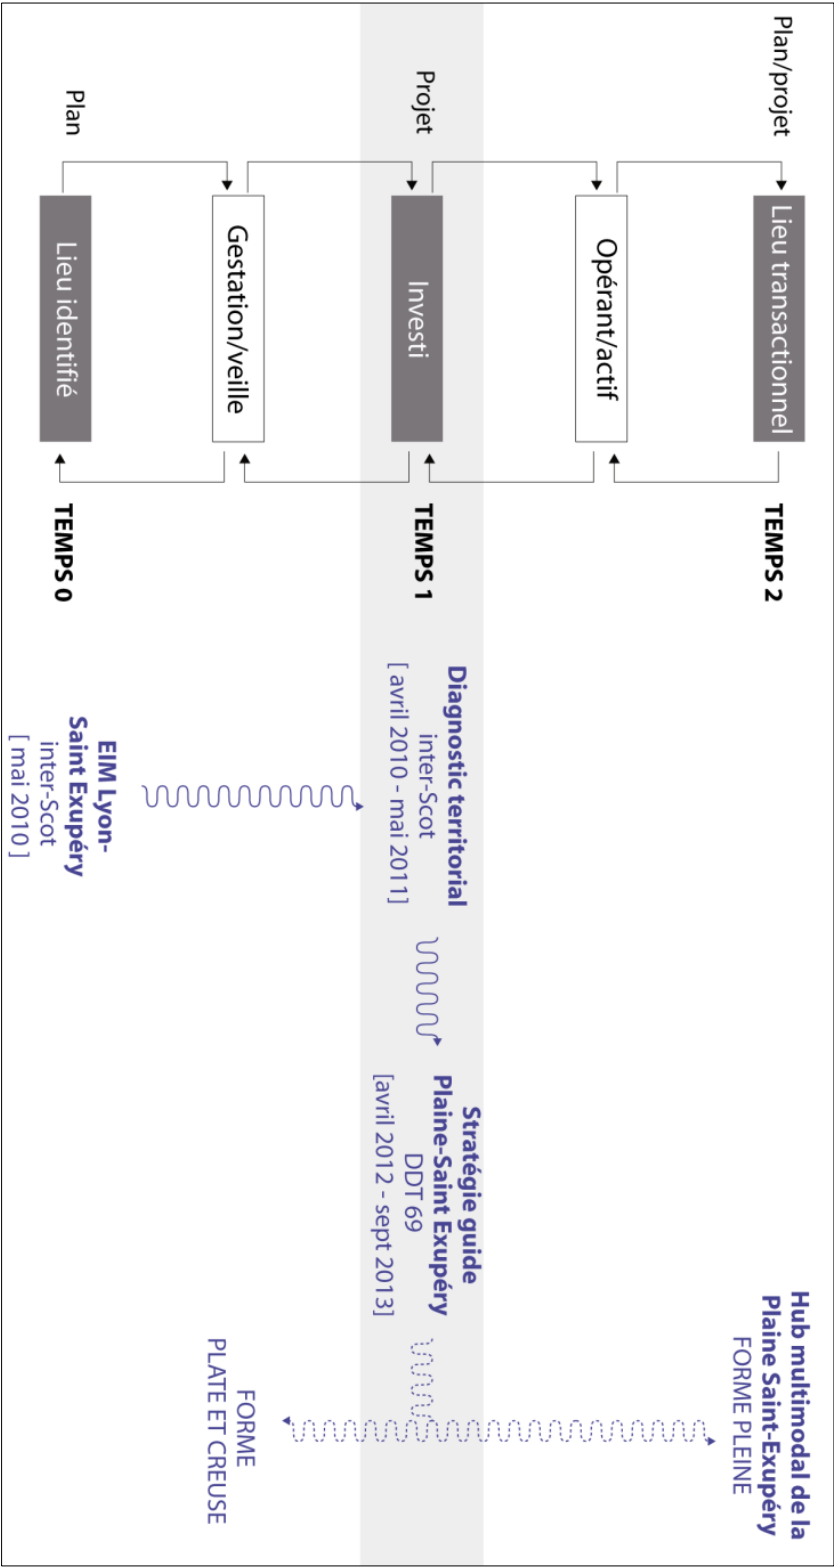 Plan/projet
Lieu transactionnel
TEMPS 2
Hub multimodal de la
Plaine Saint-Exupéry
FORME PLEINE
Opérant/actif
Projet
Investi
TEMPS 1
Diagnostic territorial
inter-Scot
[ avril 2010 - mai 2011]
Stratégie guide
Plaine-Saint Exupéry
DDT 69
[avril 2012 - sept 2013]
Gestation/veille
FORME
PLATE ET CREUSE
Plan
Lieu identifié
TEMPS 0
EIM Lyon-
Saint Exupéry
inter-Scot
[ mai 2010 ]